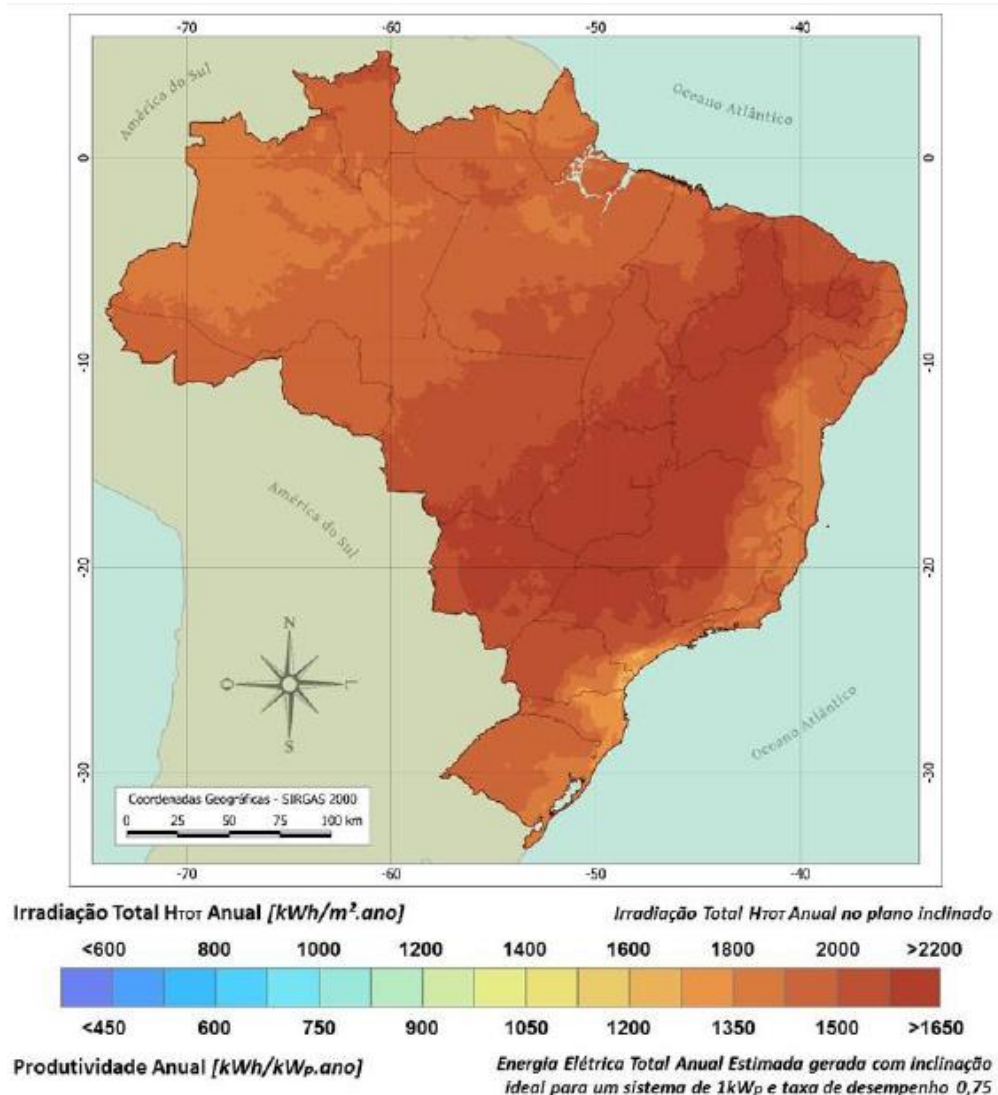 -70 -60 -50 -40
América do Sul
Oceano Atlântico
0 0
-10 -10
América do Sul
-20 -20
N
O L
S
Oceano Atlântico
-30 -30
Coordenadas Geográficas - SIRGAS 2000
0 25 50 75 100 km
-70 -60 -50 -40
Irradiação Total HTOT Anual [kWh/m².ano] Irradiação Total HTOT Anual no plano inclinado
<600 800 1000 1200 1400 1600 1800 2000 >2200
<450 600 750 900 1050 1200 1350 1500 >1650
Produtividade Anual [kWh/kWp.ano] Energia Elétrica Total Anual Estimada gerada com inclinação
ideal para um sistema de 1kWp e taxa de desempenho 0,75